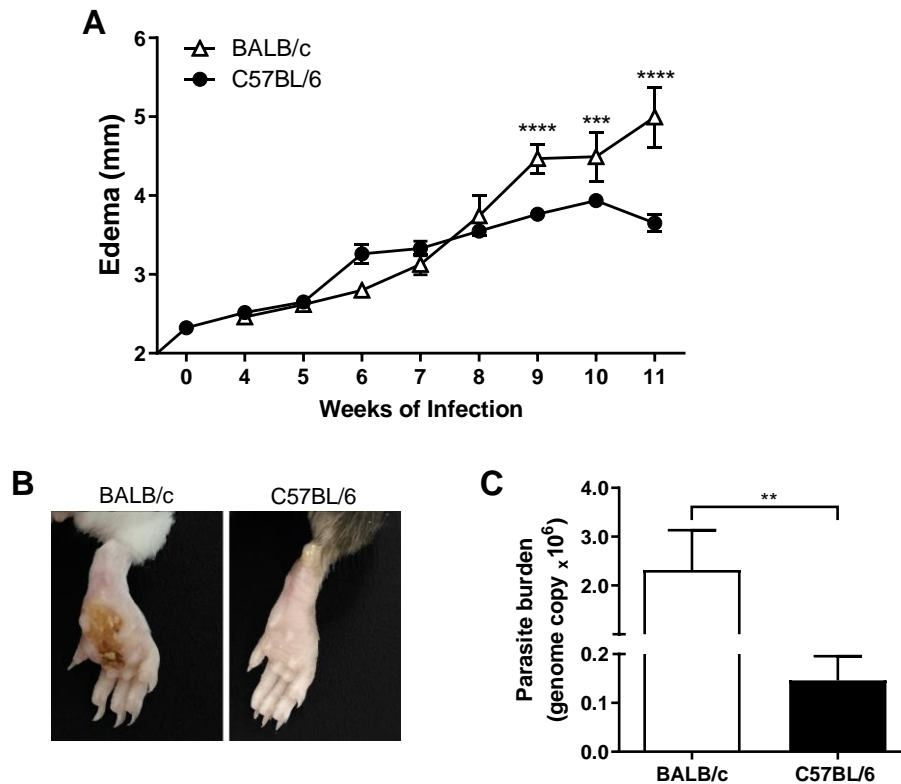 A
6
5
4
3
2
Edema (mm)
BALB/c
C57BL/6
****
***
****
0 4 5 6 7 8 9 10 11
Weeks of Infection
B
BALB/c C57BL/6
C
4.0
3.0
2.0
0.2
0.1
0.0
Parasite burden
(genome copy x 10⁶)
**
BALB/c C57BL/6